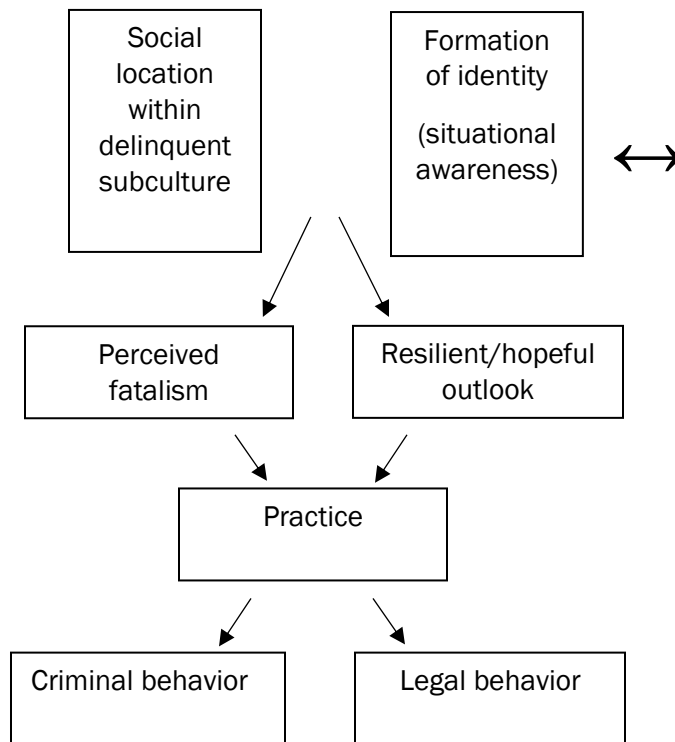 Social
location
within
delinquent
subculture
Formation
of identity
(situational
awareness)
Perceived
fatalism
Resilient/hopeful
outlook
Practice
Criminal behavior
Legal behavior